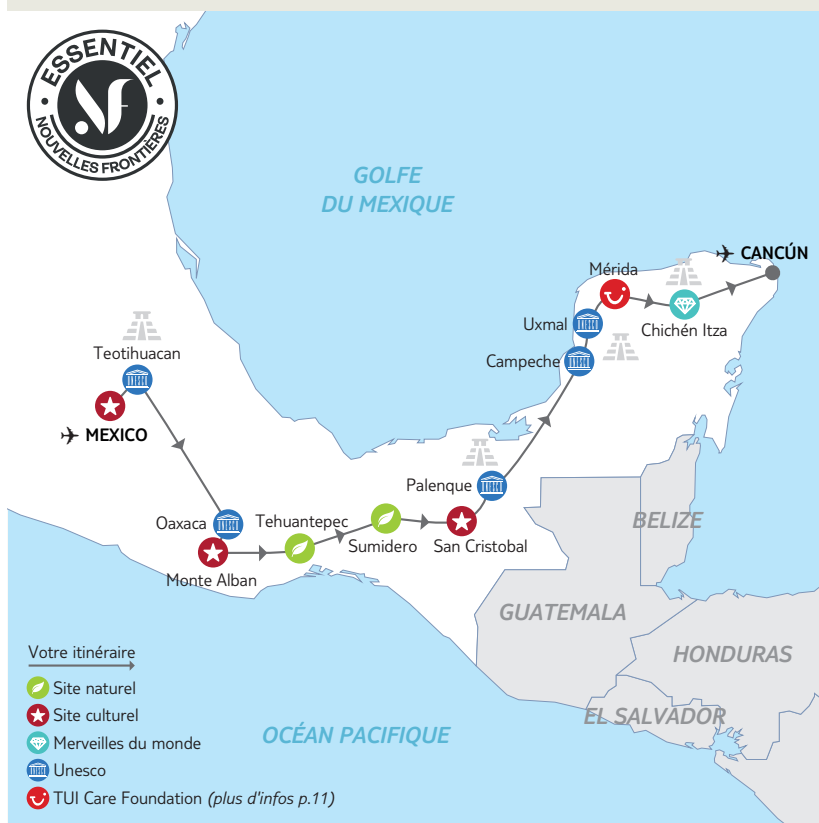 ESSENTIEL
NF
NOUVELLES FRONTIÈRES
GOLFE
DU MEXIQUE
CANCÚN
Mérida
Chichén Itza
Uxmal
Campeche
Teotihuacan
MEXICO
Palenque
Oaxaca
Tehuantepec
Sumidero
San Cristobal
Monte Alban
BELIZE
GUATEMALA
HONDURAS
EL SALVADOR
OCÉAN PACIFIQUE
Votre itinéraire
Site naturel
Site culturel
Merveilles du monde
Unesco
TUI Care Foundation (plus d'infos p.11)